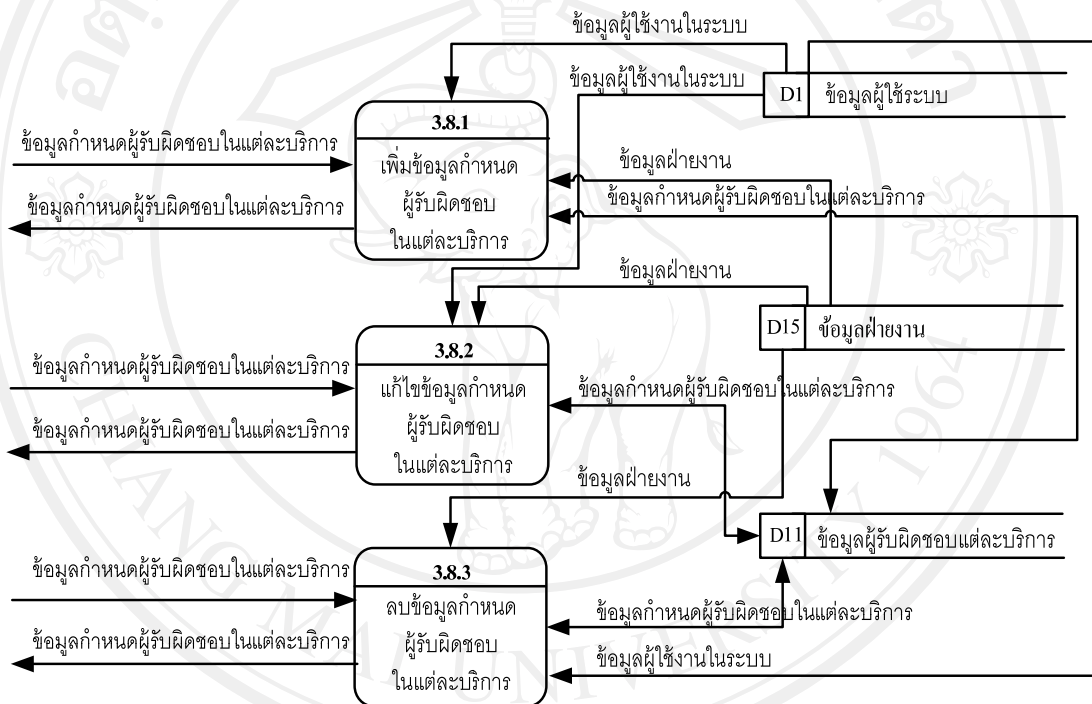 ข้อมูลผู้ใช้งานในระบบ
ข้อมูลผู้ใช้งานในระบบ
D1
ข้อมูลผู้ใช้ระบบ
3.8.1
เพิ่มข้อมูลกำหนด
ผู้รับผิดชอบ
ในแต่ละบริการ
ข้อมูลกำหนดผู้รับผิดชอบในแต่ละบริการ
ข้อมูลกำหนดผู้รับผิดชอบในแต่ละบริการ
ข้อมูลฝ่ายงาน
ข้อมูลกำหนดผู้รับผิดชอบในแต่ละบริการ
ข้อมูลฝ่ายงาน
D15
ข้อมูลฝ่ายงาน
3.8.2
แก้ไขข้อมูลกำหนด
ผู้รับผิดชอบ
ในแต่ละบริการ
ข้อมูลกำหนดผู้รับผิดชอบในแต่ละบริการ
ข้อมูลกำหนดผู้รับผิดชอบในแต่ละบริการ
ข้อมูลกำหนดผู้รับผิดชอบในแต่ละบริการ
ข้อมูลฝ่ายงาน
D11
ข้อมูลผู้รับผิดชอบแต่ละบริการ
3.8.3
ลบข้อมูลกำหนด
ผู้รับผิดชอบ
ในแต่ละบริการ
ข้อมูลกำหนดผู้รับผิดชอบในแต่ละบริการ
ข้อมูลกำหนดผู้รับผิดชอบในแต่ละบริการ
ข้อมูลกำหนดผู้รับผิดชอบในแต่ละบริการ
ข้อมูลผู้ใช้งานในระบบ
CHIANG MAI UNIVERSITY 1964